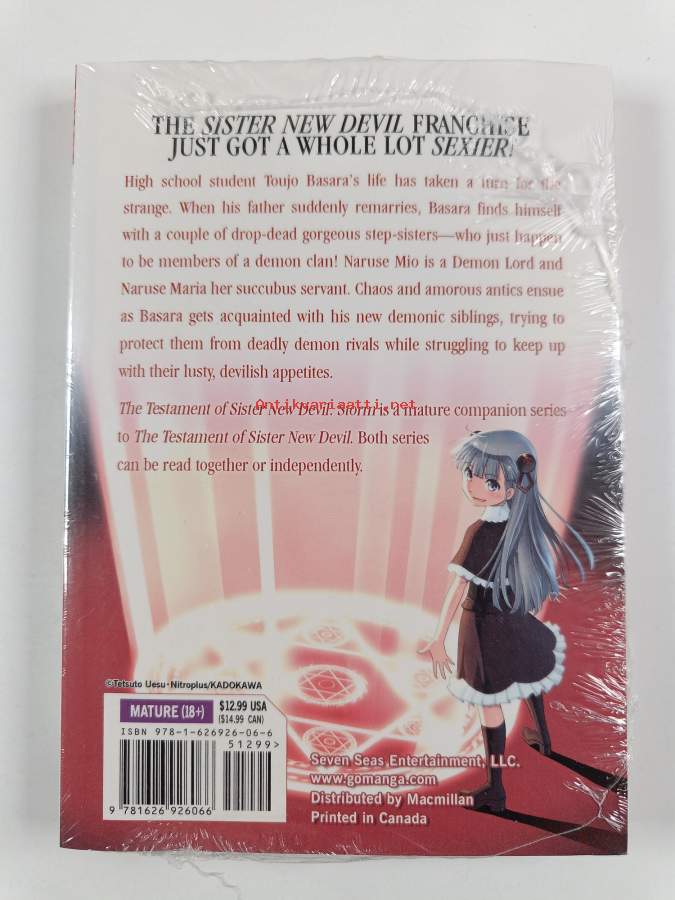 THE SISTER NEW DEVIL FRANCHISE
JUST GOT A WHOLE LOT SEXIER!
High school student Toujo Basara's life has taken a turn for the
strange. When his father suddenly remarries, Basara finds himself
with a couple of drop-dead gorgeous step-sisters—who just happen
to be members of a demon clan! Naruse Mio is a Demon Lord and
Naruse Maria her succubus servant. Chaos and amorous antics ensue
as Basara gets acquainted with his new demonic siblings, trying to
protect them from deadly demon rivals while struggling to keep up
with their lusty, devilish appetites.
Antikvariaatti.net
The Testament of Sister New Devil: Storm is a mature companion series
to The Testament of Sister New Devil. Both series
can be read together or independently.
©Tetsuto Uesu・Nitroplus/KADOKAWA
MATURE (18+)
$12.99 USA
($14.99 CAN)
ISBN 978-1-626926-06-6
51299>
9 781626 926066
Seven Seas Entertainment, LLC.
www.gomanga.com
Distributed by Macmillan
Printed in Canada